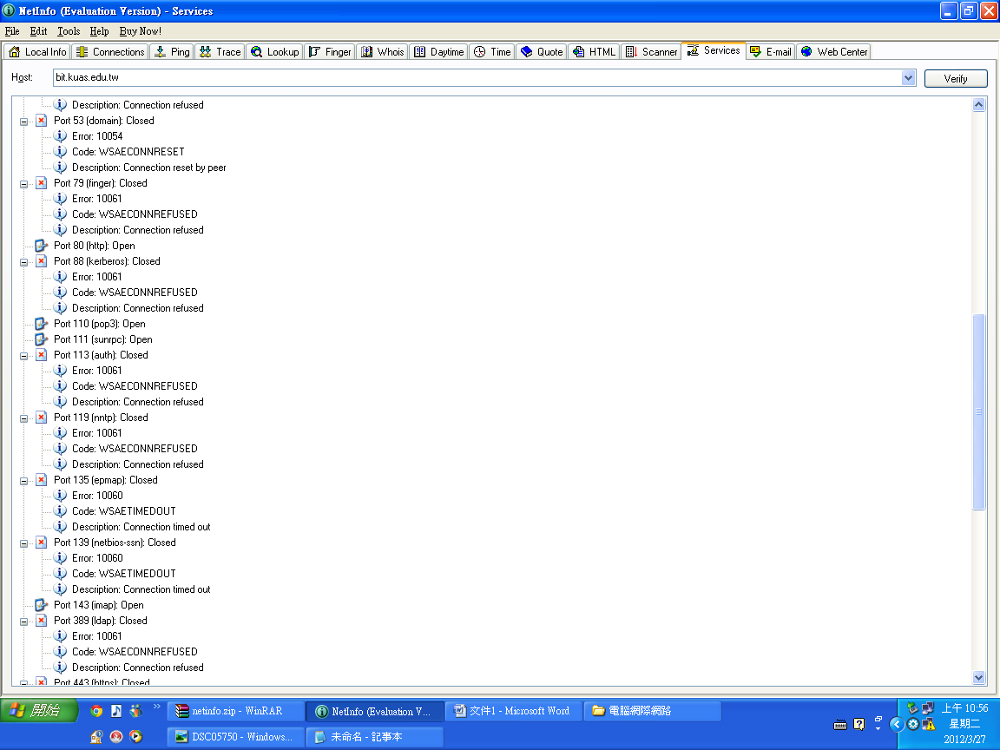 NetInfo (Evaluation Version) - Services
File Edit Tools Help Buy Now!
Local Info Connections Ping Trace Lookup Finger Whois Daytime Time Quote HTML Scanner Services E-mail Web Center
Host: bit.kuas.edu.tw Verify
Description: Connection refused
Port 53 (domain): Closed
Error: 10054
Code: WSAECONNRESET
Description: Connection reset by peer
Port 79 (finger): Closed
Error: 10061
Code: WSAECONNREFUSED
Description: Connection refused
Port 80 (http): Open
Port 88 (kerberos): Closed
Error: 10061
Code: WSAECONNREFUSED
Description: Connection refused
Port 110 (pop3): Open
Port 111 (sunrpc): Open
Port 113 (auth): Closed
Error: 10061
Code: WSAECONNREFUSED
Description: Connection refused
Port 119 (nntp): Closed
Error: 10061
Code: WSAECONNREFUSED
Description: Connection refused
Port 135 (epmap): Closed
Error: 10060
Code: WSAETIMEDOUT
Description: Connection timed out
Port 139 (netbios-ssn): Closed
Error: 10060
Code: WSAETIMEDOUT
Description: Connection timed out
Port 143 (imap): Open
Port 389 (ldap): Closed
Error: 10061
Code: WSAECONNREFUSED
Description: Connection refused
Port 443 (https): Closed
開始 netinfo.zip - WinRAR NetInfo (Evaluation V... 文件1 - Microsoft Word 電腦網際網路 上午 10:56
星期二
DSC05750 - Windows... 未命名 - 記事本 2012/3/27